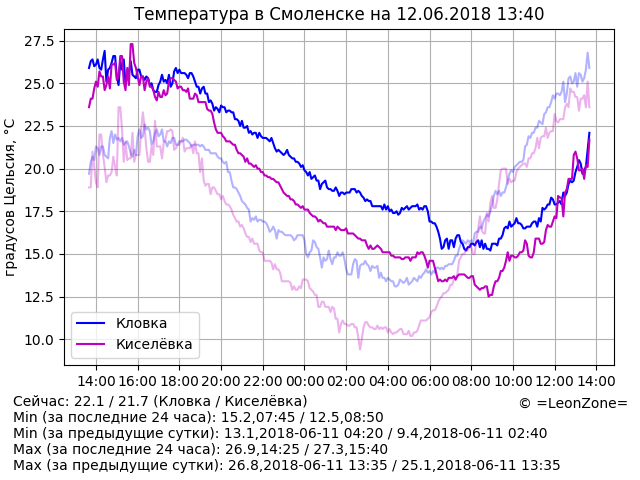 Температура в Смоленске на 12.06.2018 13:40
градусов Цельсия, °C
27.5
25.0
22.5
20.0
17.5
15.0
12.5
10.0
Кловка
Киселёвка
14:00 16:00 18:00 20:00 22:00 00:00 02:00 04:00 06:00 08:00 10:00 12:00 14:00
Сейчас: 22.1 / 21.7 (Кловка / Киселёвка)
© =LeonZone=
Min (за последние 24 часа): 15.2,07:45 / 12.5,08:50
Min (за предыдущие сутки): 13.1,2018-06-11 04:20 / 9.4,2018-06-11 02:40
Max (за последние 24 часа): 26.9,14:25 / 27.3,15:40
Max (за предыдущие сутки): 26.8,2018-06-11 13:35 / 25.1,2018-06-11 13:35